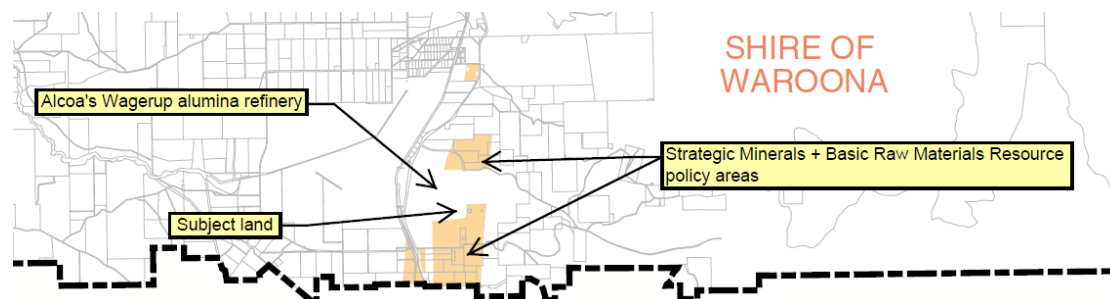 SHIRE OF
WAROONA
Alcoa's Wagerup alumina refinery
Strategic Minerals + Basic Raw Materials Resource
policy areas
Subject land